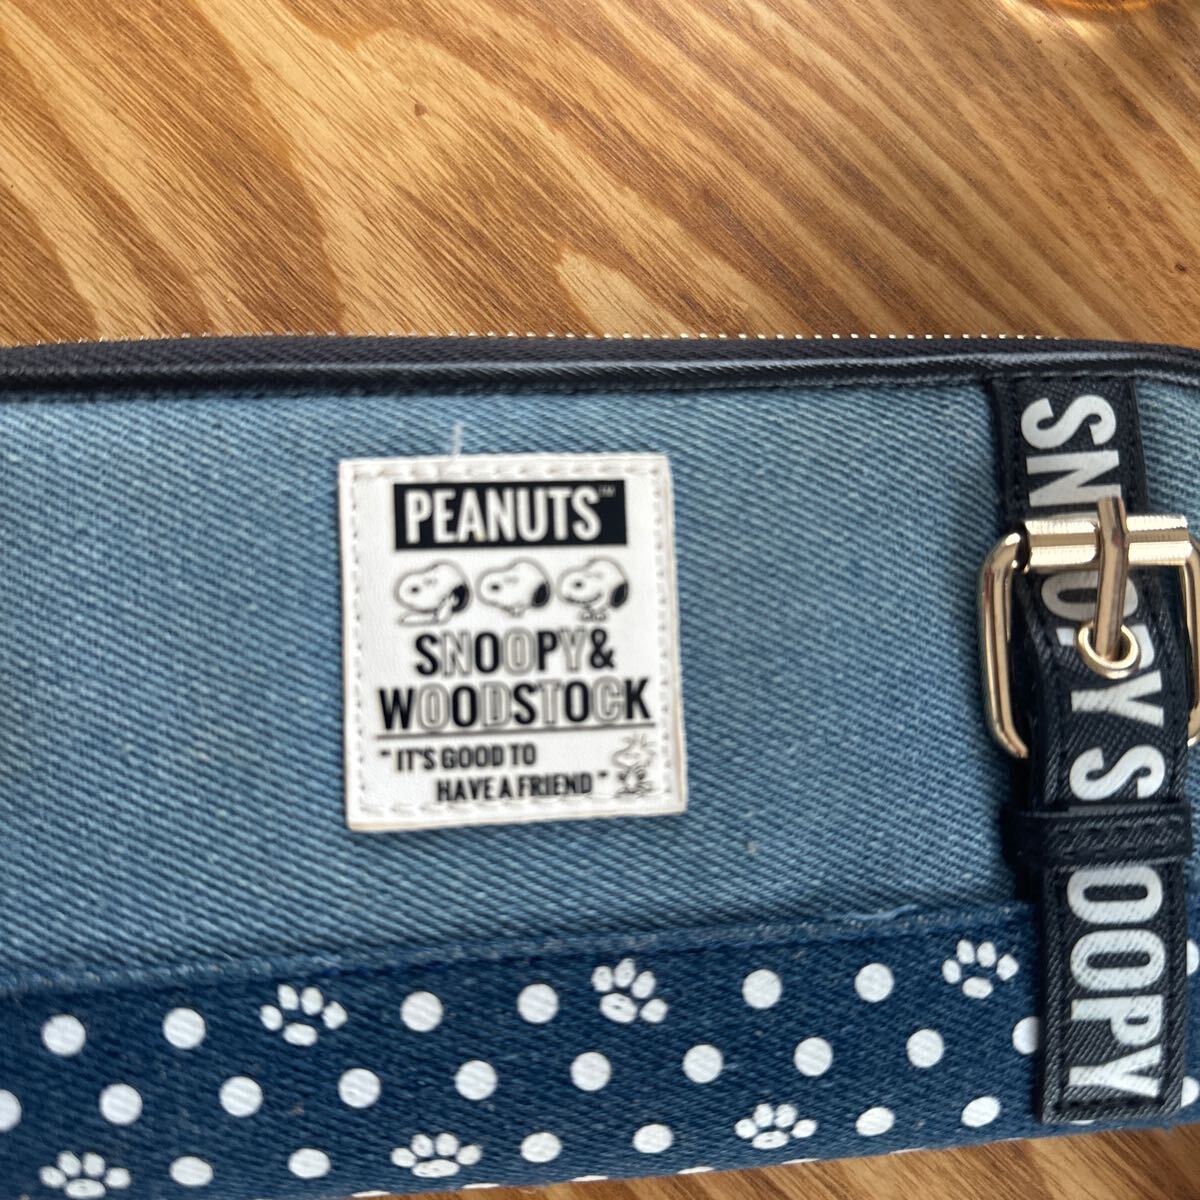 PEANUTS™
SNOOPY&
WOODSTOCK
"IT'S GOOD TO
HAVE A FRIEND"
SNOOPY SNOOPY